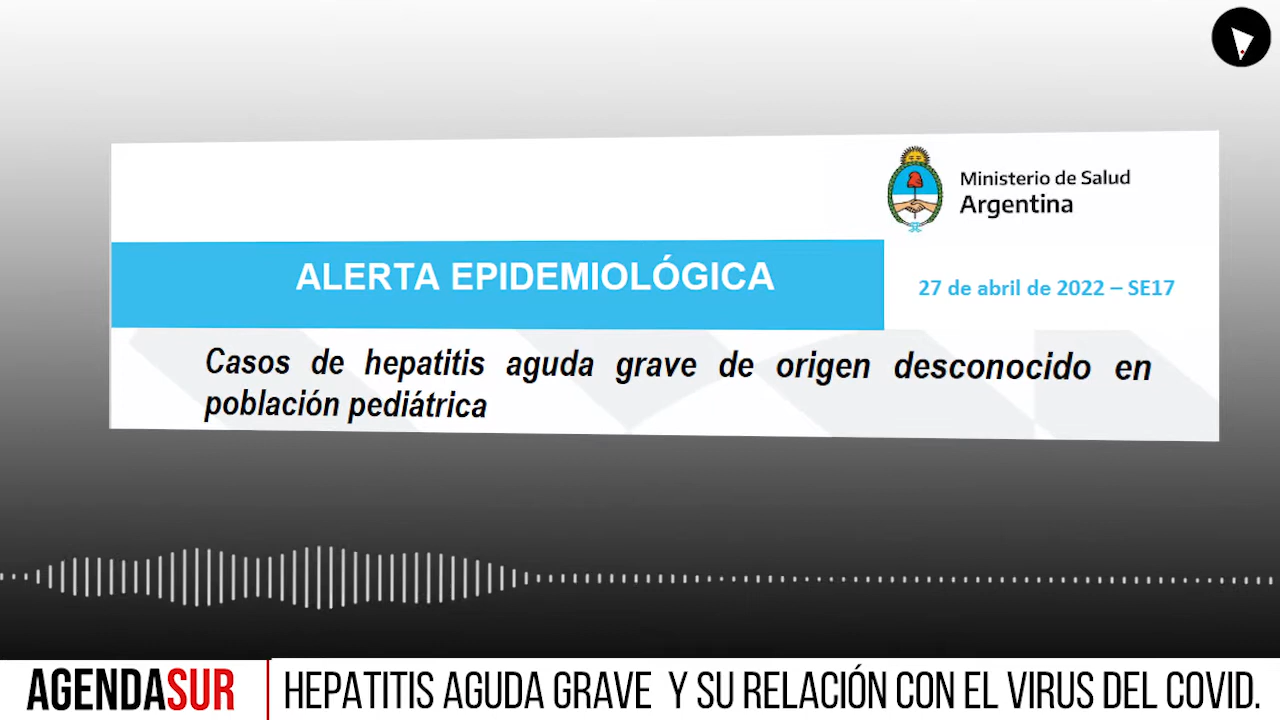 Ministerio de Salud
Argentina
ALERTA EPIDEMIOLÓGICA
27 de abril de 2022 – SE17
Casos de hepatitis aguda grave de origen desconocido en
población pediátrica
AGENDASUR
HEPATITIS AGUDA GRAVE Y SU RELACIÓN CON EL VIRUS DEL COVID.